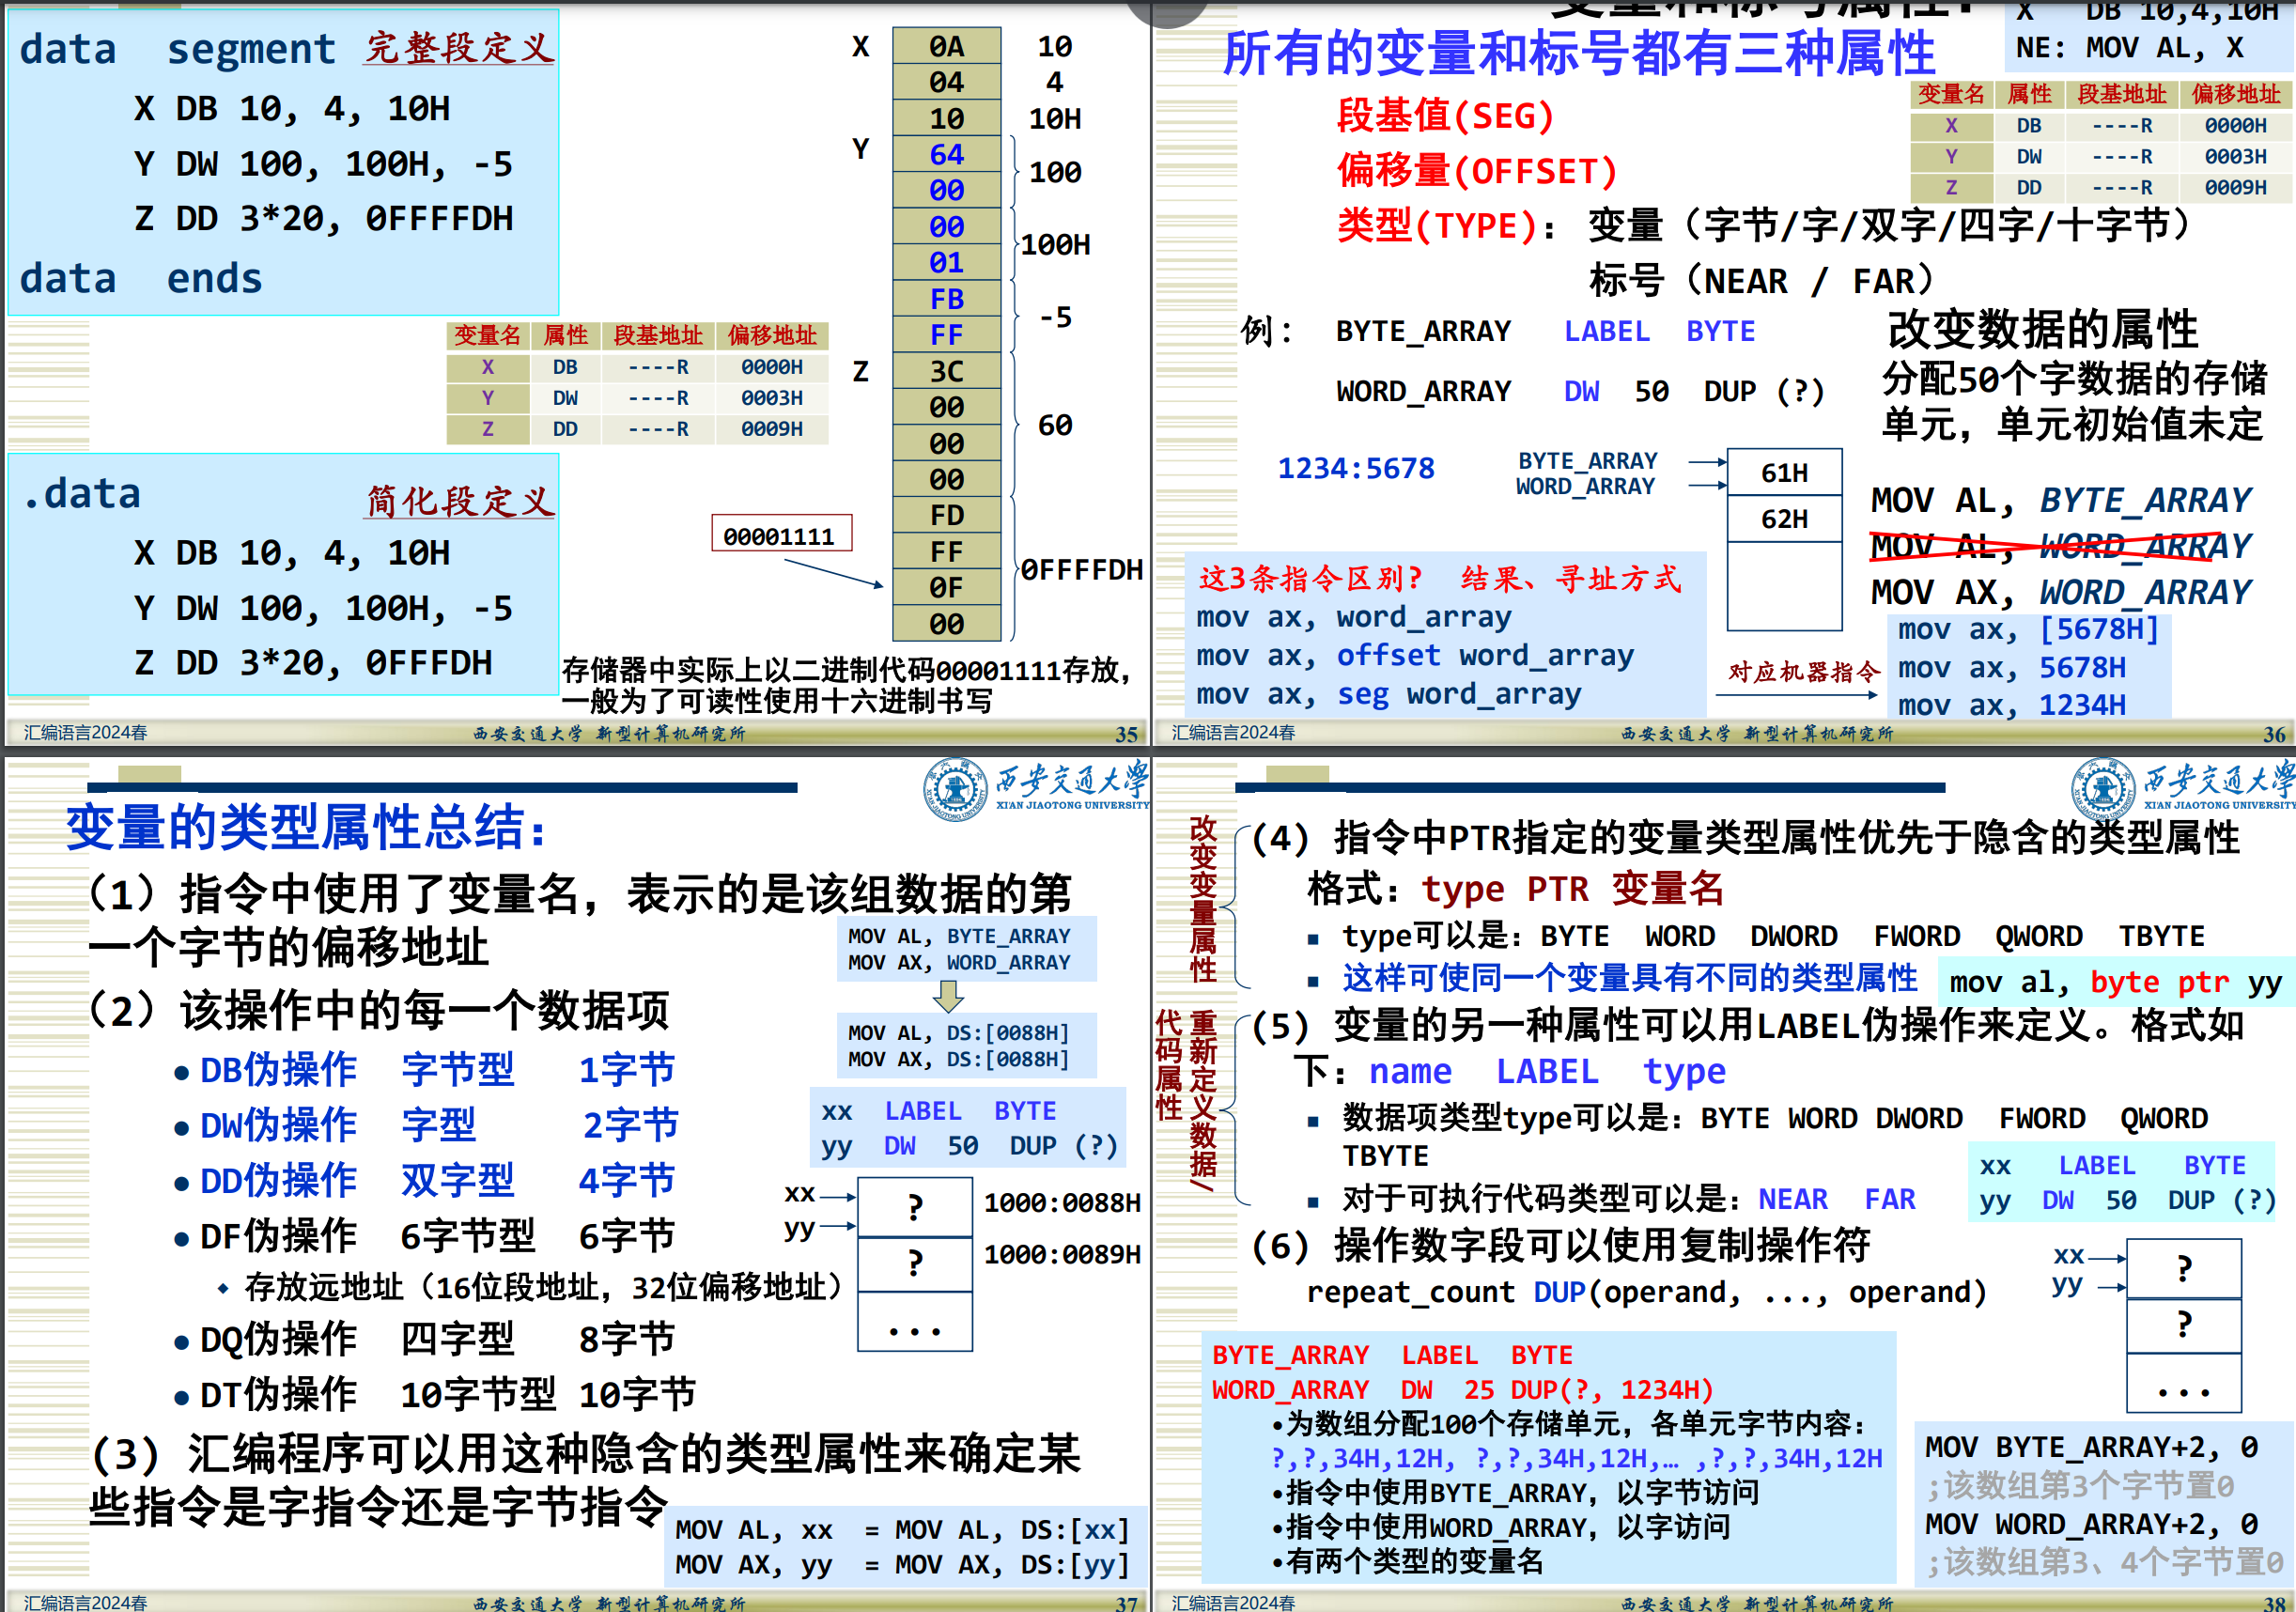 data segment 完整段定义
X DB 10, 4, 10H
Y DW 100, 100H, -5
Z DD 3*20, 0FFFFDH
data ends
变量名 属性 段基地址 偏移地址
X DB ----R 0000H
Y DW ----R 0003H
Z DD ----R 0009H
.data 简化段定义
X DB 10, 4, 10H
Y DW 100, 100H, -5
Z DD 3*20, 0FFFDH
X 0A 10
04 4
10 10H
Y 64
00 100
00
01 100H
FB
FF -5
Z 3C
00
00 60
00
FD
FF
0F 0FFFFDH
00
00001111
存储器中实际上以二进制代码00001111存放，
一般为了可读性使用十六进制书写
汇编语言2024春 西安交通大学 新型计算机研究所 35
变量和标号属性：
X DB 10,4,10H
NE: MOV AL, X
所有的变量和标号都有三种属性
段基值(SEG)
偏移量(OFFSET)
类型(TYPE)： 变量（字节/字/双字/四字/十字节）
标号（NEAR / FAR）
变量名 属性 段基地址 偏移地址
X DB ----R 0000H
Y DW ----R 0003H
Z DD ----R 0009H
例： BYTE_ARRAY LABEL BYTE
WORD_ARRAY DW 50 DUP (?)
改变数据的属性
分配50个字数据的存储
单元，单元初始值未定
1234:5678
BYTE_ARRAY
WORD_ARRAY
61H
62H
MOV AL, BYTE_ARRAY
MOV AL, WORD_ARRAY
MOV AX, WORD_ARRAY
这3条指令区别？ 结果、寻址方式
mov ax, word_array
mov ax, offset word_array
mov ax, seg word_array
对应机器指令
mov ax, [5678H]
mov ax, 5678H
mov ax, 1234H
汇编语言2024春 西安交通大学 新型计算机研究所 36
西安交通大学
XI'AN JIAOTONG UNIVERSITY
变量的类型属性总结：
（1）指令中使用了变量名，表示的是该组数据的第
一个字节的偏移地址
（2）该操作中的每一个数据项
●DB伪操作 字节型 1字节
●DW伪操作 字型 2字节
●DD伪操作 双字型 4字节
●DF伪操作 6字节型 6字节
◆ 存放远地址（16位段地址，32位偏移地址）
●DQ伪操作 四字型 8字节
●DT伪操作 10字节型 10字节
（3）汇编程序可以用这种隐含的类型属性来确定某
些指令是字指令还是字节指令
MOV AL, BYTE_ARRAY
MOV AX, WORD_ARRAY
MOV AL, DS:[0088H]
MOV AX, DS:[0088H]
xx LABEL BYTE
yy DW 50 DUP (?)
xx ? 1000:0088H
yy
? 1000:0089H
...
MOV AL, xx = MOV AL, DS:[xx]
MOV AX, yy = MOV AX, DS:[yy]
汇编语言2024春 西安交通大学 新型计算机研究所 37
西安交通大学
XI'AN JIAOTONG UNIVERSITY
改变变量属性
（4）指令中PTR指定的变量类型属性优先于隐含的类型属性
格式：type PTR 变量名
■ type可以是：BYTE WORD DWORD FWORD QWORD TBYTE
■ 这样可使同一个变量具有不同的类型属性
mov al, byte ptr yy
重新定义数据/
代码属性
（5）变量的另一种属性可以用LABEL伪操作来定义。格式如
下：name LABEL type
■ 数据项类型type可以是：BYTE WORD DWORD FWORD QWORD
TBYTE
■ 对于可执行代码类型可以是：NEAR FAR
xx LABEL BYTE
yy DW 50 DUP (?)
（6）操作数字段可以使用复制操作符
repeat_count DUP(operand, ..., operand)
xx ?
yy
?
...
BYTE_ARRAY LABEL BYTE
WORD_ARRAY DW 25 DUP(?, 1234H)
•为数组分配100个存储单元，各单元字节内容：
?,?,34H,12H, ?,?,34H,12H,… ,?,?,34H,12H
•指令中使用BYTE_ARRAY，以字节访问
•指令中使用WORD_ARRAY，以字访问
•有两个类型的变量名
MOV BYTE_ARRAY+2, 0
;该数组第3个字节置0
MOV WORD_ARRAY+2, 0
;该数组第3、4个字节置0
汇编语言2024春 西安交通大学 新型计算机研究所 38